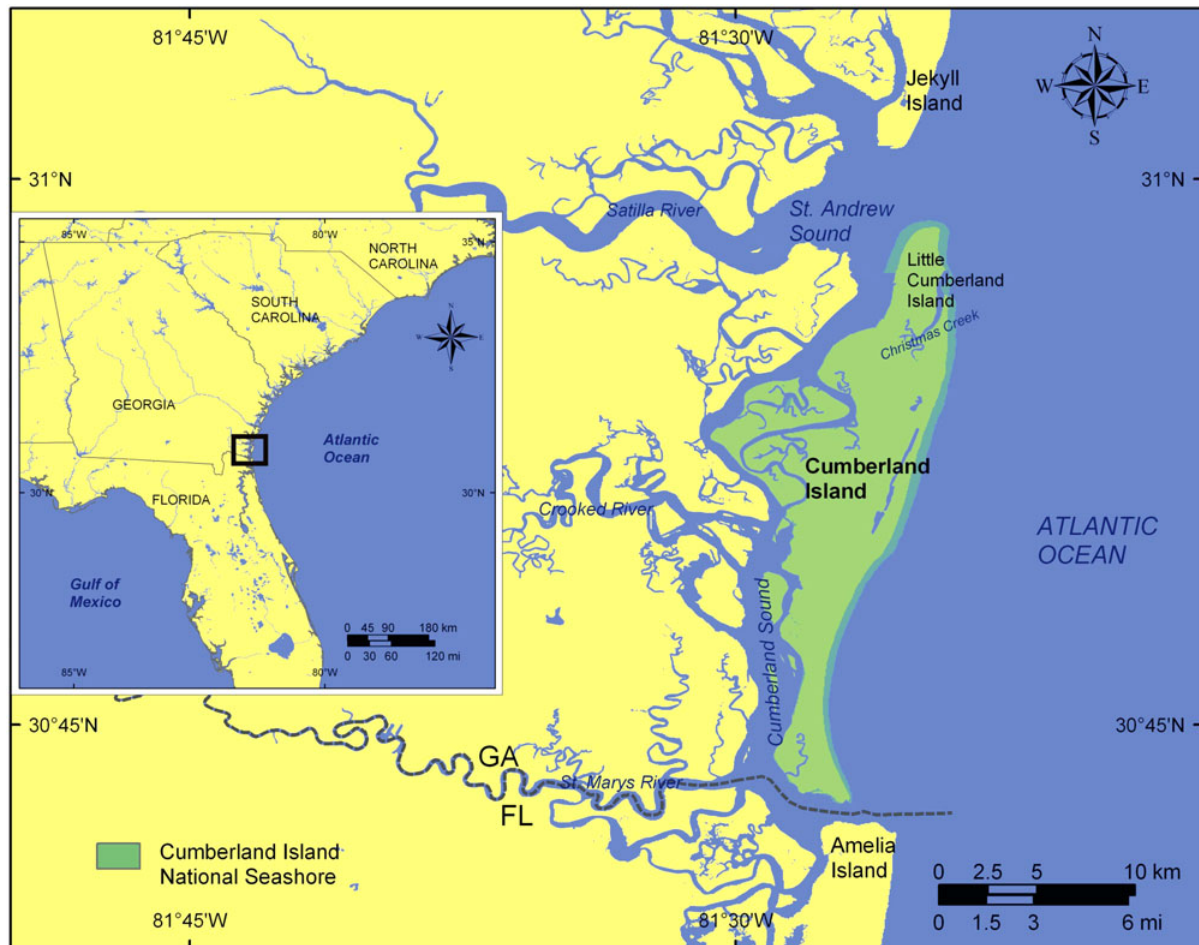 81°45'W
81°30'W
N
W
E
S
Jekyll
Island
31°N
31°N
Satilla River
St. Andrew
Sound
Little
Cumberland
Island
Christmas Creek
Cumberland
Island
Crooked River
ATLANTIC
OCEAN
Cumberland Sound
30°45'N
30°45'N
GA
St. Marys River
FL
Amelia
Island
Cumberland Island
National Seashore
0 2.5 5 10 km
0 1.5 3 6 mi
81°45'W
81°30'W
85°W
80°W
35°N
NORTH
CAROLINA
SOUTH
CAROLINA
N
W
E
S
GEORGIA
Atlantic
Ocean
FLORIDA
30°N
30°N
Gulf of
Mexico
0 45 90 180 km
0 30 60 120 mi
85°W
80°W